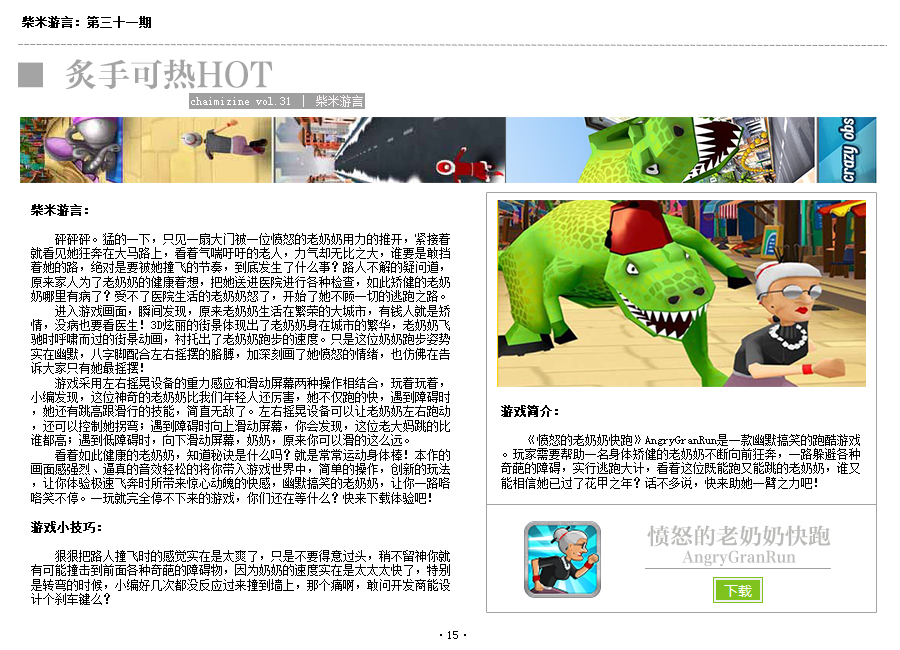 柴米游言：第三十一期
炙手可热HOT
chaimizine vol.31 | 柴米游言
crazy obs
柴米游言：
砰砰砰。猛的一下，只见一扇大门被一位愤怒的老奶奶用力的推开，紧接着
就看见她狂奔在大马路上，看着气喘吁吁的老人，力气却无比之大，谁要是敢挡
着她的路，绝对是要被她撞飞的节奏，到底发生了什么事？路人不解的疑问道，
原来家人为了老奶奶的健康着想，把她送进医院进行各种检查，如此矫健的老奶
奶哪里有病了？受不了医院生活的老奶奶怒了，开始了她不顾一切的逃跑之路。
进入游戏画面，瞬间发现，原来老奶奶生活在繁荣的大城市，有钱人就是矫
情，没病也要看医生！3D炫丽的街景体现出了老奶奶身在城市的繁华，老奶奶飞
驰时呼啸而过的街景动画，衬托出了老奶奶跑步的速度。只是这位奶奶跑步姿势
实在幽默，八字脚配合左右摇摆的胳膊，加深刻画了她愤怒的情绪，也仿佛在告
诉大家只有她最摇摆！
游戏采用左右摇晃设备的重力感应和滑动屏幕两种操作相结合，玩着玩着，
小编发现，这位神奇的老奶奶比我们年轻人还厉害，她不仅跑的快，遇到障碍时
，她还有跳高跟滑行的技能，简直无敌了。左右摇晃设备可以让老奶奶左右跑动
，还可以控制她拐弯；遇到障碍时向上滑动屏幕，你会发现，这位老大妈跳的比
谁都高；遇到低障碍时，向下滑动屏幕，奶奶，原来你可以滑的这么远。
看着如此健康的老奶奶，知道秘诀是什么吗？就是常常运动身体棒！本作的
画面感强烈、逼真的音效轻松的将你带入游戏世界中，简单的操作，创新的玩法
，让你体验极速飞奔时所带来惊心动魄的快感，幽默搞笑的老奶奶，让你一路咯
咯笑不停。一玩就完全停不下来的游戏，你们还在等什么？快来下载体验吧！
游戏小技巧：
狠狠把路人撞飞时的感觉实在是太爽了，只是不要得意过头，稍不留神你就
有可能撞击到前面各种奇葩的障碍物，因为奶奶的速度实在是太太太快了，特别
是转弯的时候，小编好几次都没反应过来撞到墙上，那个痛啊，敢问开发商能设
计个刹车键么？
游戏简介：
《愤怒的老奶奶快跑》AngryGranRun是一款幽默搞笑的跑酷游戏
。玩家需要帮助一名身体矫健的老奶奶不断向前狂奔，一路躲避各种
奇葩的障碍，实行逃跑大计，看着这位既能跑又能跳的老奶奶，谁又
能相信她已过了花甲之年？话不多说，快来助她一臂之力吧！
愤怒的老奶奶快跑
AngryGranRun
下载
· 15 ·